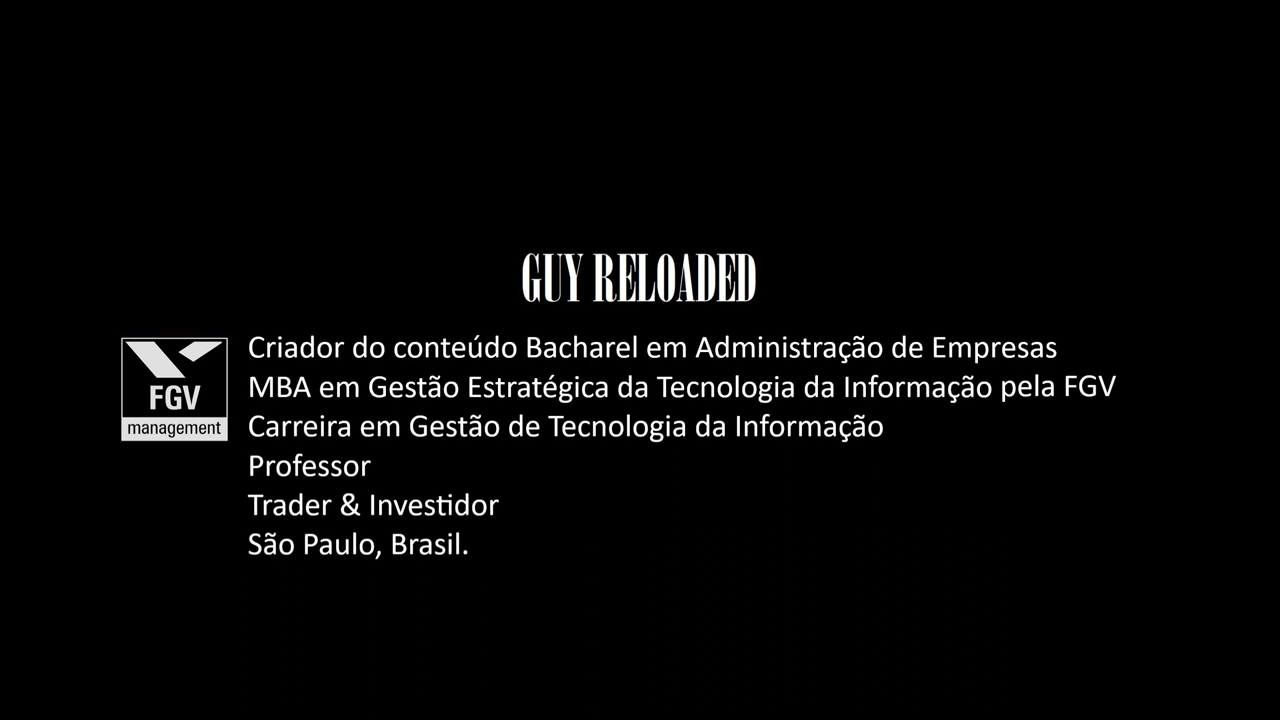 GUY RELOADED
FGV
management
Criador do conteúdo Bacharel em Administração de Empresas
MBA em Gestão Estratégica da Tecnologia da Informação pela FGV
Carreira em Gestão de Tecnologia da Informação
Professor
Trader & Investidor
São Paulo, Brasil.